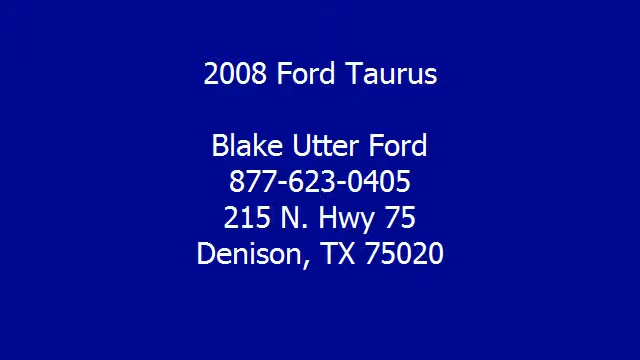 2008 Ford Taurus
Blake Utter Ford
877-623-0405
215 N. Hwy 75
Denison, TX 75020